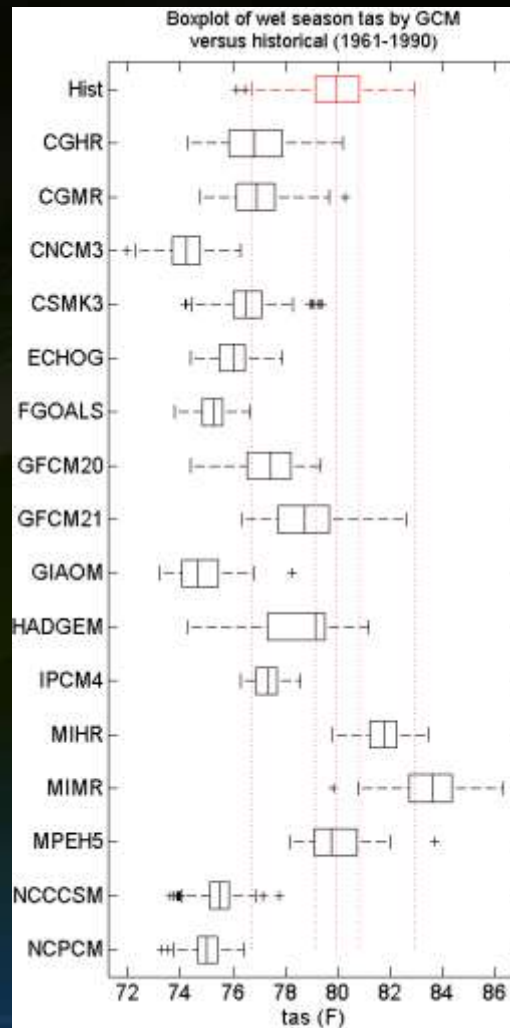 Boxplot of wet season tas by GCM
versus historical (1961-1990)
Hist
CGHR
CGMR
CNCM3
CSMK3
ECHOG
FGOALS
GFCM20
GFCM21
GIAOM
HADGEM
IPCM4
MIHR
MIMR
MPEH5
NCCCSM
NCPCM
72 74 76 78 80 82 84 86
tas (F)